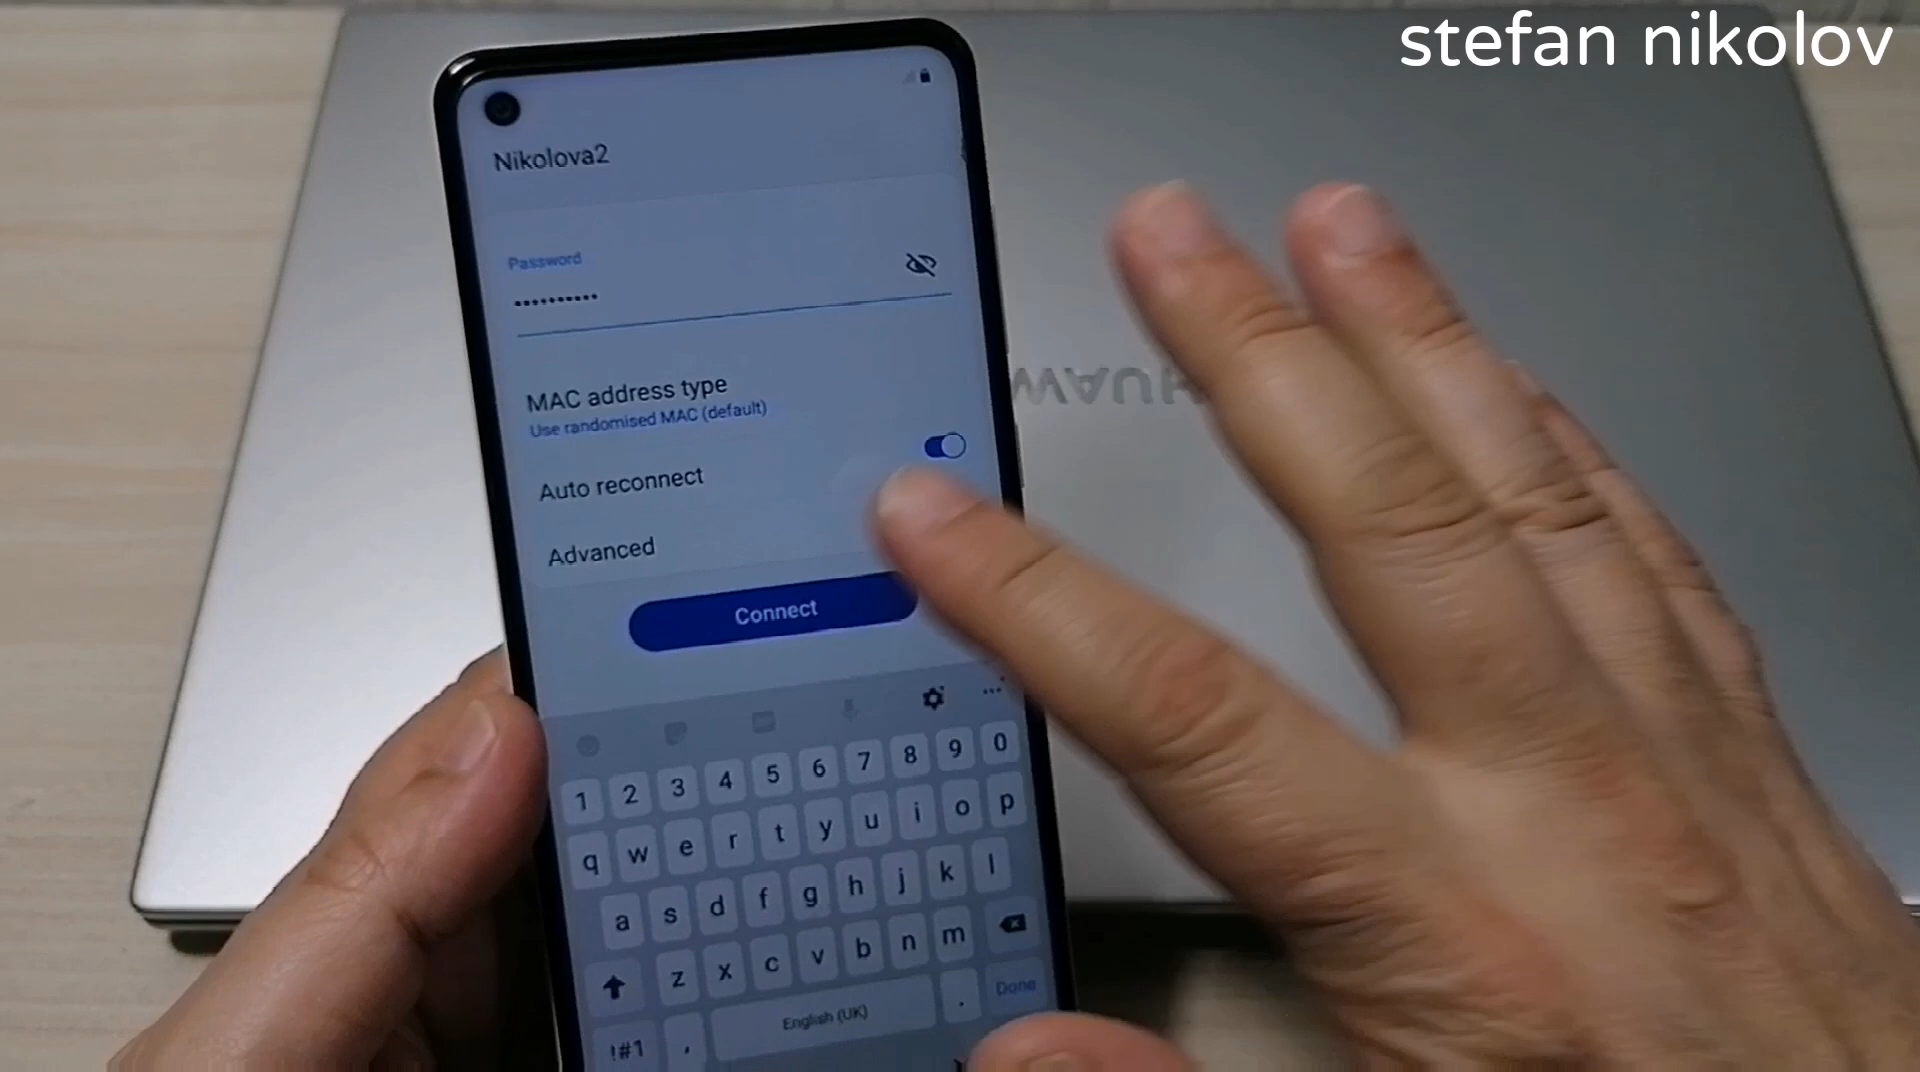 stefan nikolov
Nikolova2
Password
••••••••••
MAC address type
Use randomised MAC (default)
Auto reconnect
Advanced
Connect
1 2 3 4 5 6 7 8 9 0
q w e r t y u i o p
a s d f g h j k l
z x c v b n m
!#1 , English (UK) . Done
HUAW